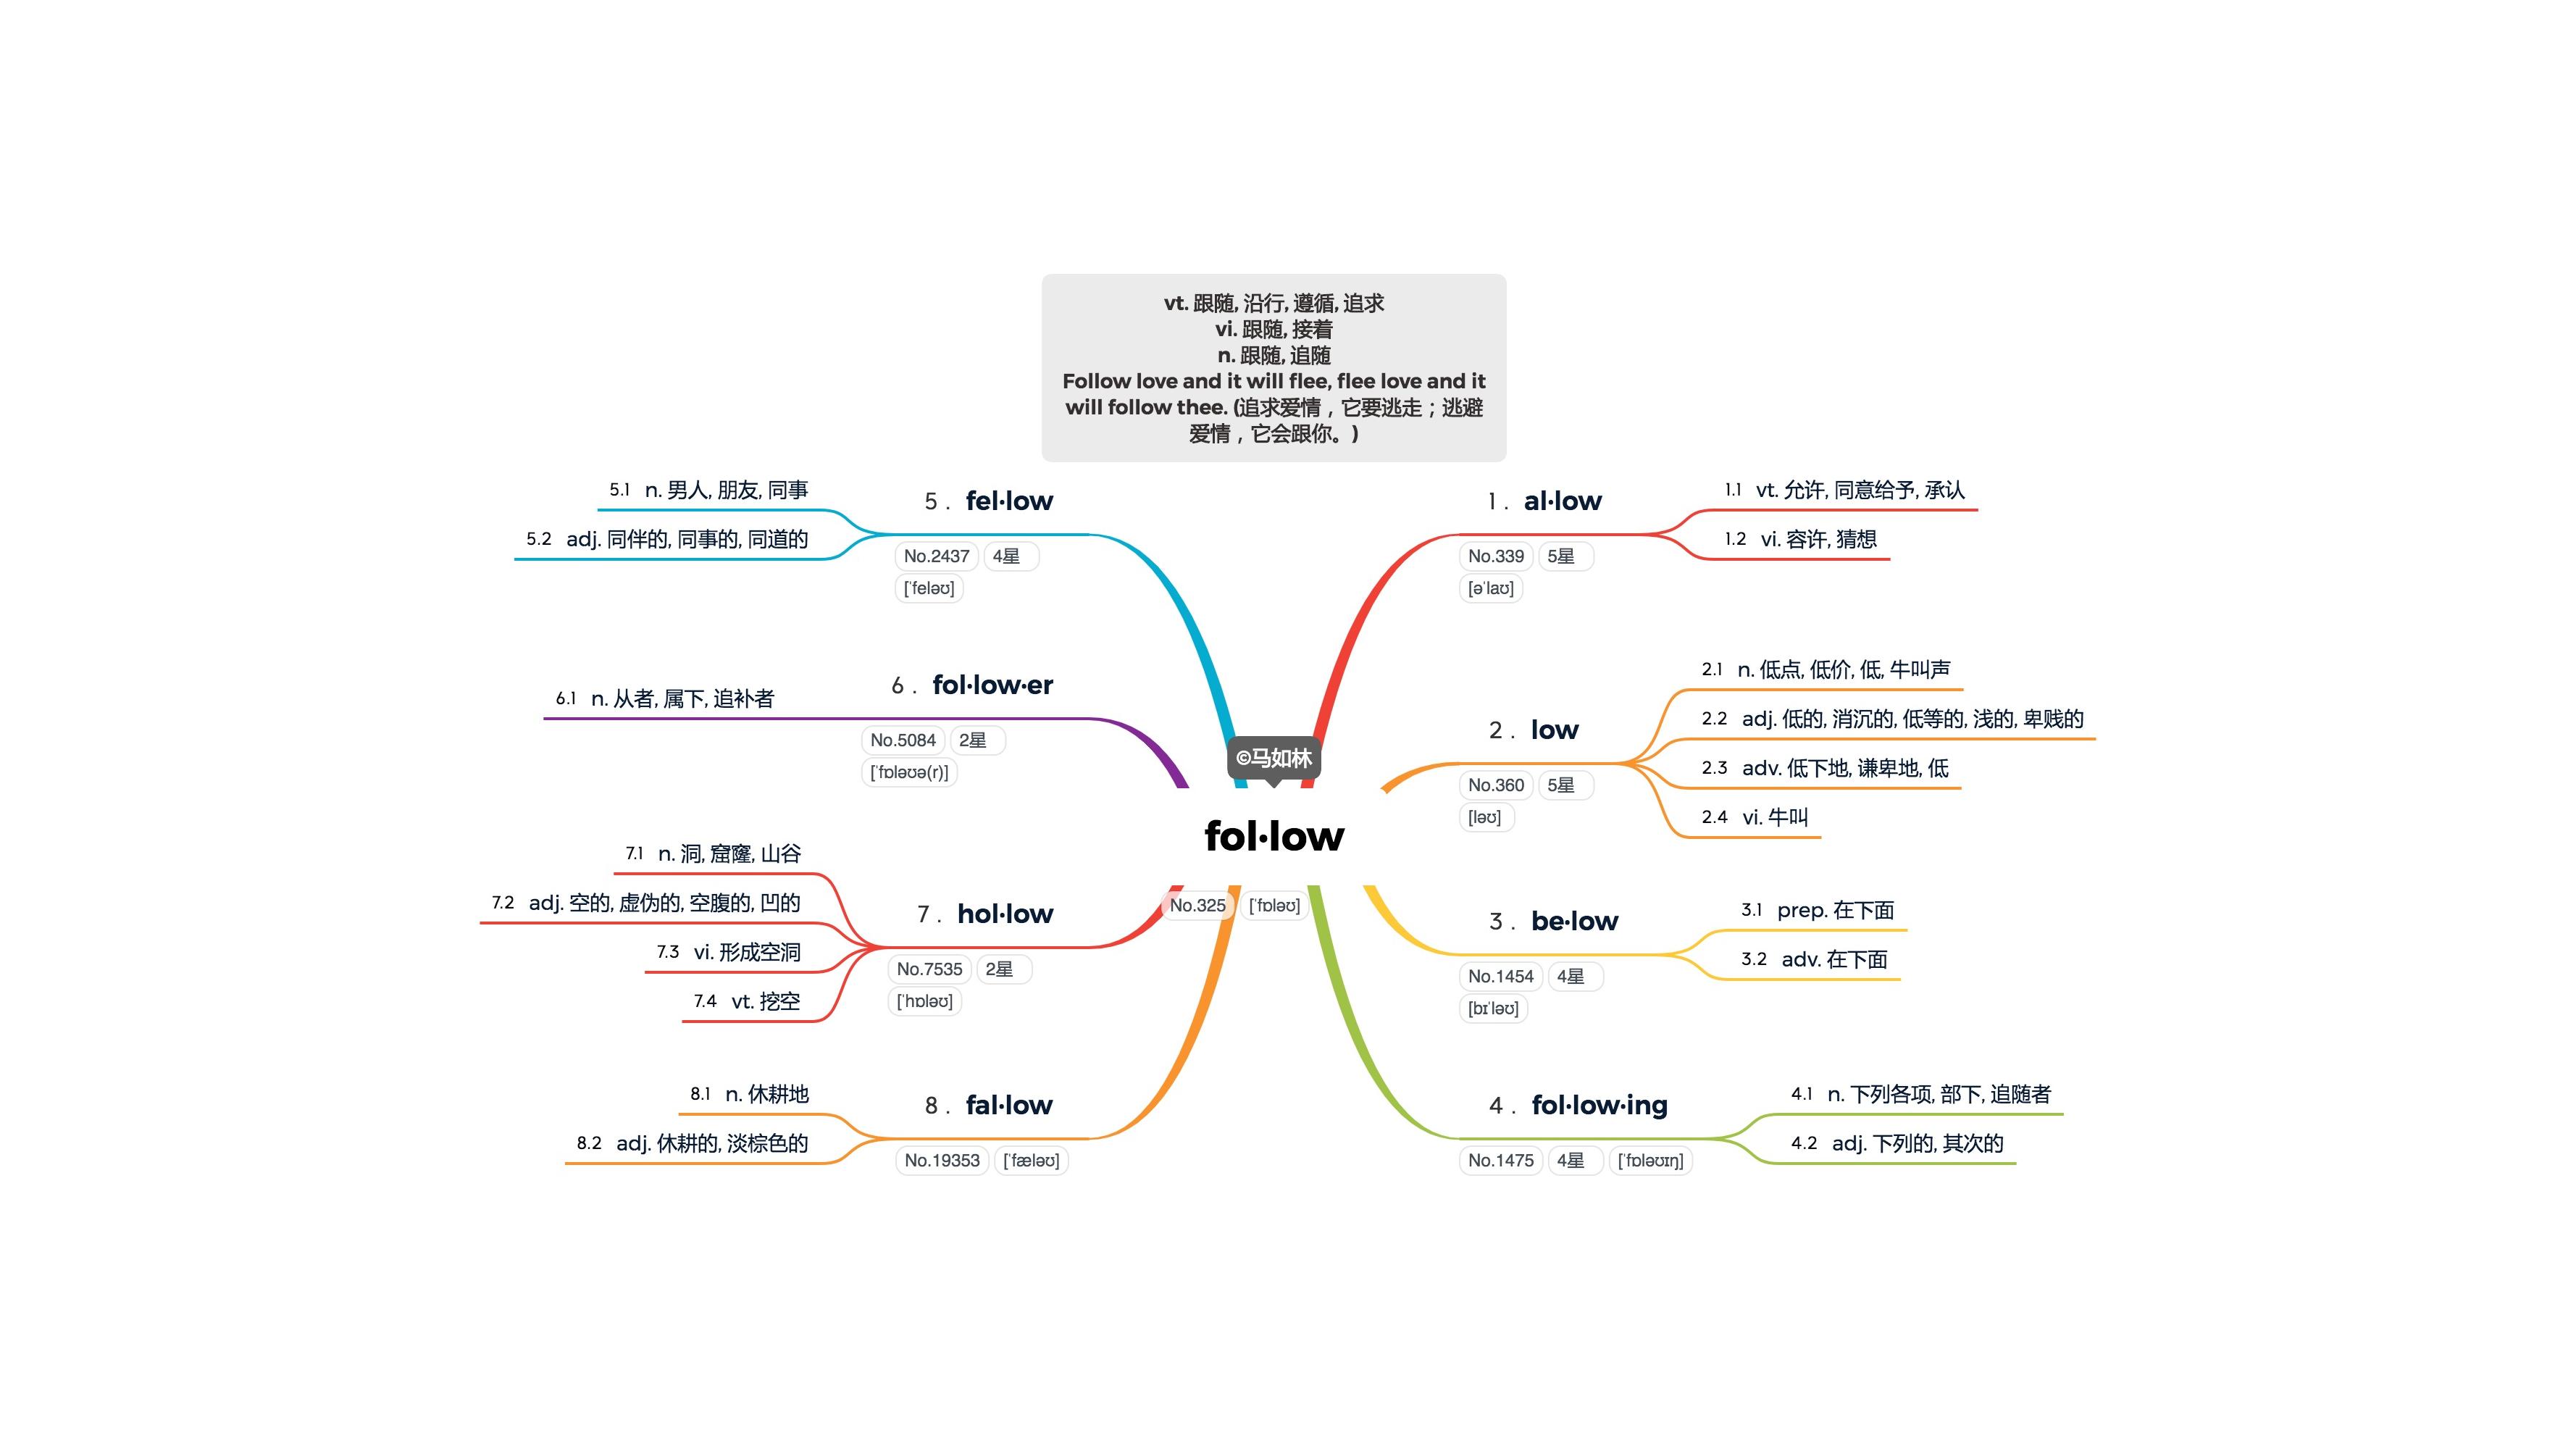 vt. 跟随, 沿行, 遵循, 追求
vi. 跟随, 接着
n. 跟随, 追随
Follow love and it will flee, flee love and it
will follow thee. (追求爱情，它要逃走；逃避
爱情，它会跟你。)
©马如林
fol·low
No.325 [ˈfɒləʊ]
1 . al·low
No.339 5星
[əˈlaʊ]
1.1 vt. 允许, 同意给予, 承认
1.2 vi. 容许, 猜想
2 . low
No.360 5星
[ləʊ]
2.1 n. 低点, 低价, 低, 牛叫声
2.2 adj. 低的, 消沉的, 低等的, 浅的, 卑贱的
2.3 adv. 低下地, 谦卑地, 低
2.4 vi. 牛叫
3 . be·low
No.1454 4星
[bɪˈləʊ]
3.1 prep. 在下面
3.2 adv. 在下面
4 . fol·low·ing
No.1475 4星 [ˈfɒləʊɪŋ]
4.1 n. 下列各项, 部下, 追随者
4.2 adj. 下列的, 其次的
5 . fel·low
No.2437 4星
[ˈfeləʊ]
5.1 n. 男人, 朋友, 同事
5.2 adj. 同伴的, 同事的, 同道的
6 . fol·low·er
No.5084 2星
[ˈfɒləʊə(r)]
6.1 n. 从者, 属下, 追补者
7 . hol·low
No.7535 2星
[ˈhɒləʊ]
7.1 n. 洞, 窟窿, 山谷
7.2 adj. 空的, 虚伪的, 空腹的, 凹的
7.3 vi. 形成空洞
7.4 vt. 挖空
8 . fal·low
No.19353 [ˈfæləʊ]
8.1 n. 休耕地
8.2 adj. 休耕的, 淡棕色的